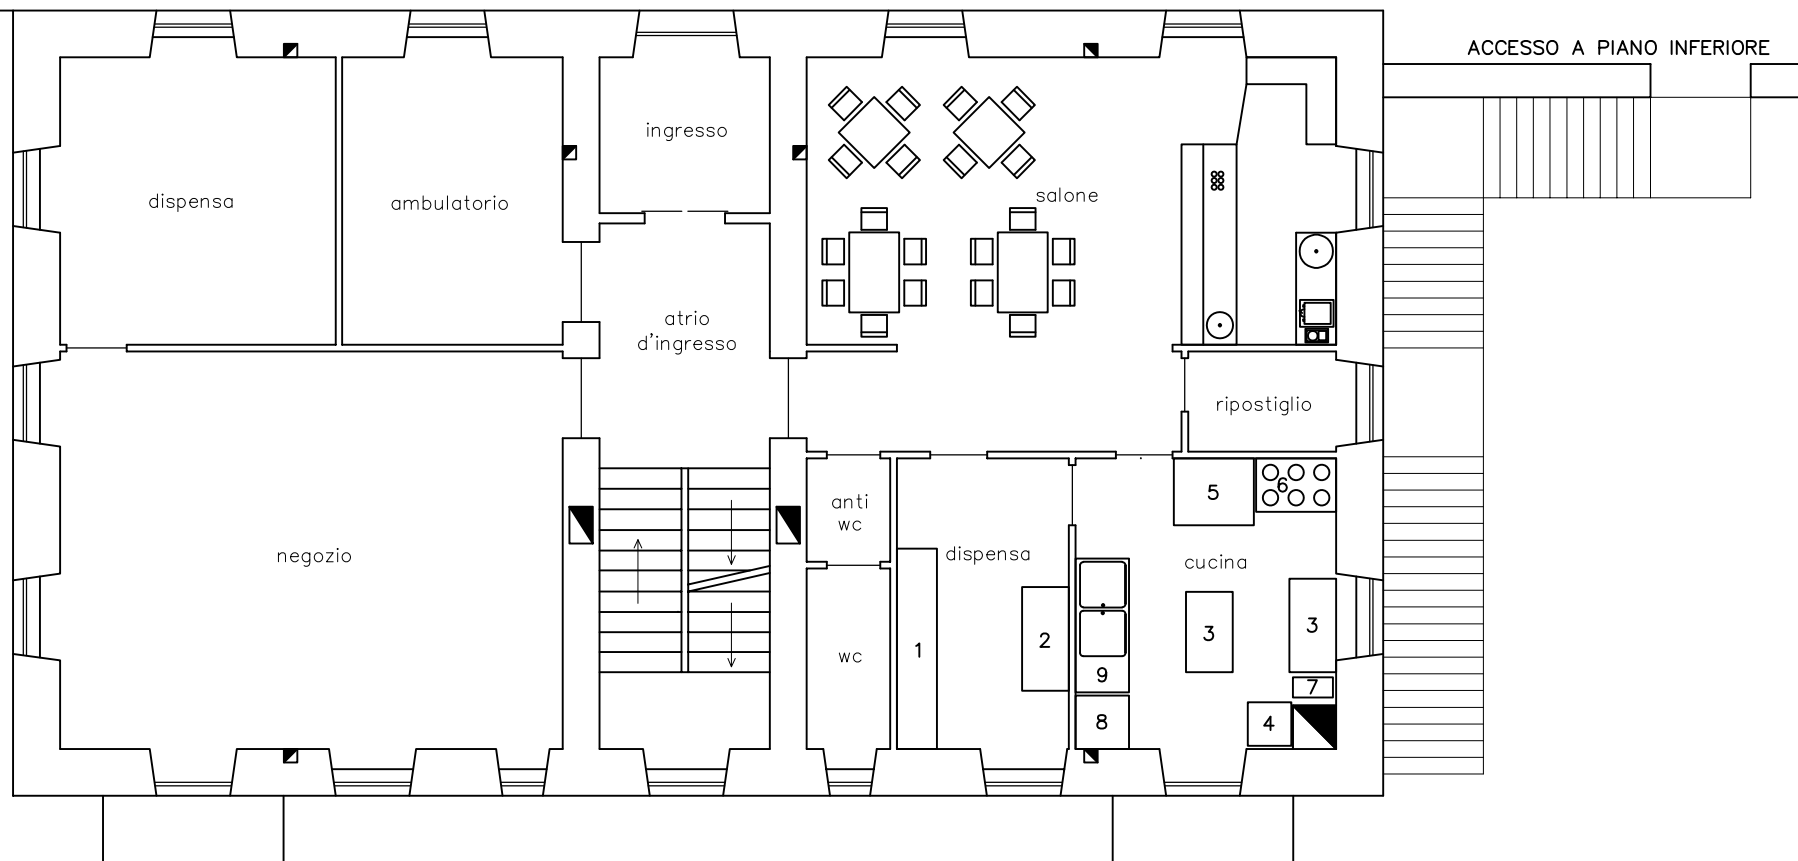 ACCESSO A PIANO INFERIORE
ingresso
dispensa
ambulatorio
salone
atrio
d'ingresso
ripostiglio
anti
wc
negozio
dispensa
cucina
wc
1
2
3
3
4
5
6
7
8
9